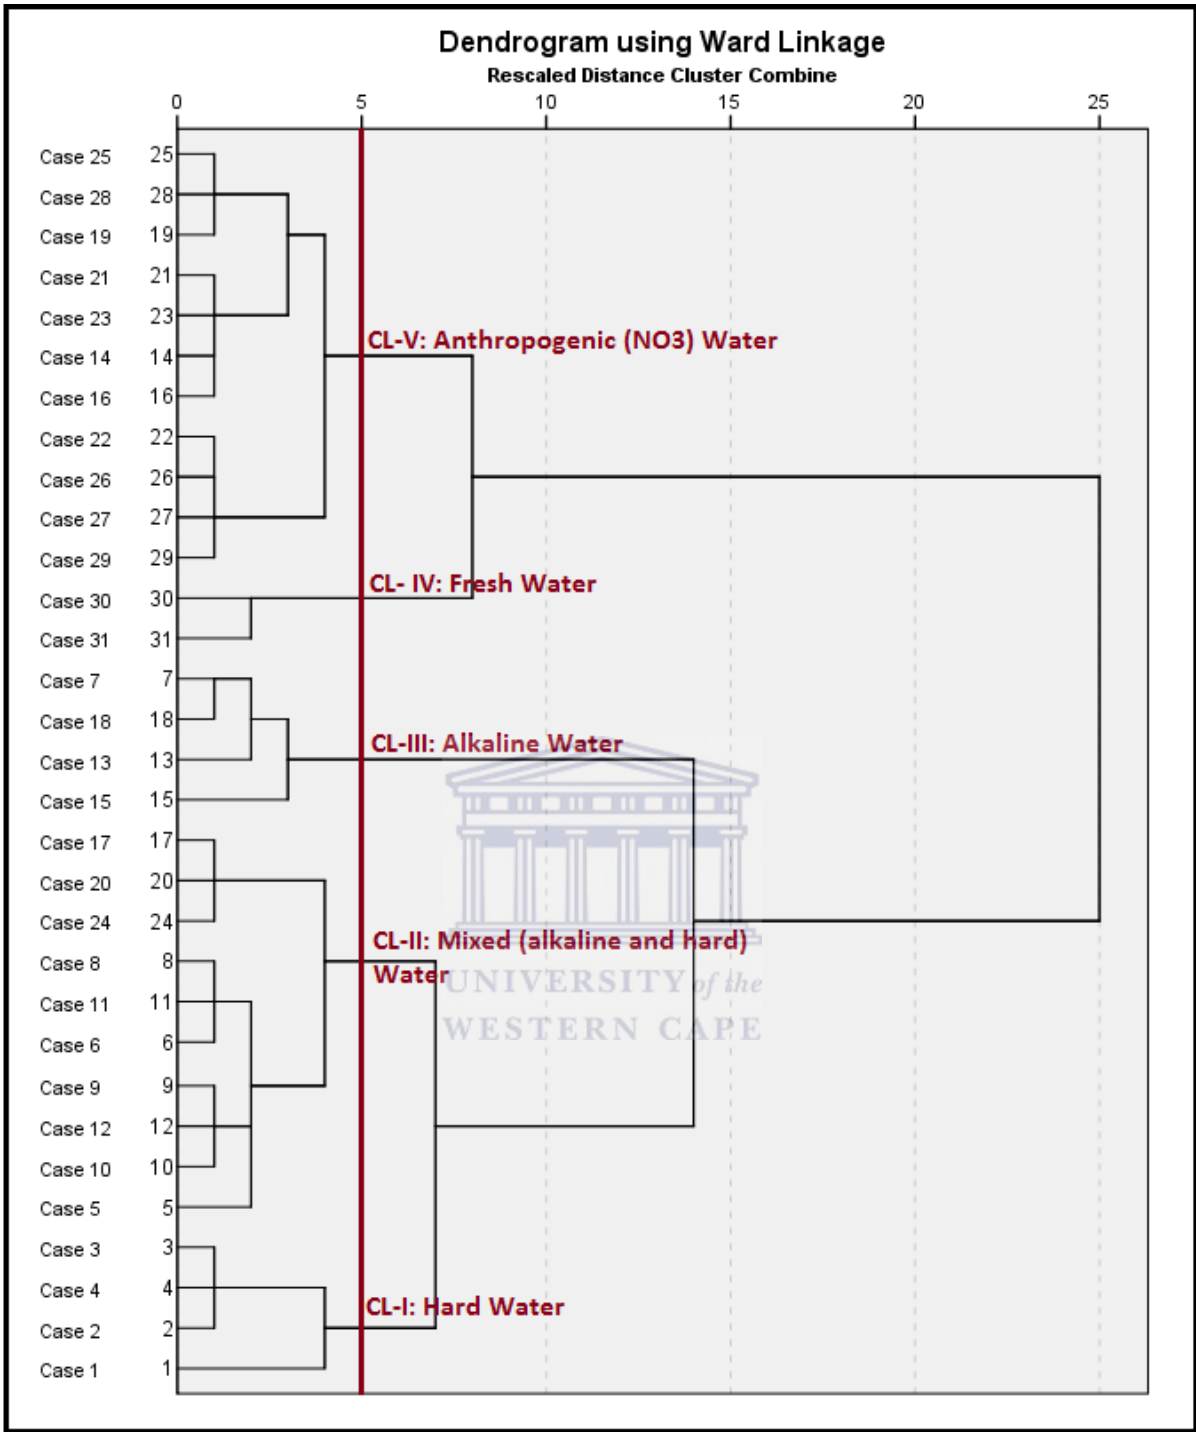 Dendrogram using Ward Linkage
Rescaled Distance Cluster Combine
0 5 10 15 20 25
Case 25 25
Case 28 28
Case 19 19
Case 21 21
Case 23 23
CL-V: Anthropogenic (NO3) Water
Case 14 14
Case 16 16
Case 22 22
Case 26 26
Case 27 27
Case 29 29
CL- IV: Fresh Water
Case 30 30
Case 31 31
Case 7 7
Case 18 18
CL-III: Alkaline Water
Case 13 13
Case 15 15
Case 17 17
Case 20 20
Case 24 24
CL-II: Mixed (alkaline and hard)
Water
Case 8 8
UNIVERSITY of the
Case 11 11
WESTERN CAPE
Case 6 6
Case 9 9
Case 12 12
Case 10 10
Case 5 5
Case 3 3
Case 4 4
CL-I: Hard Water
Case 2 2
Case 1 1